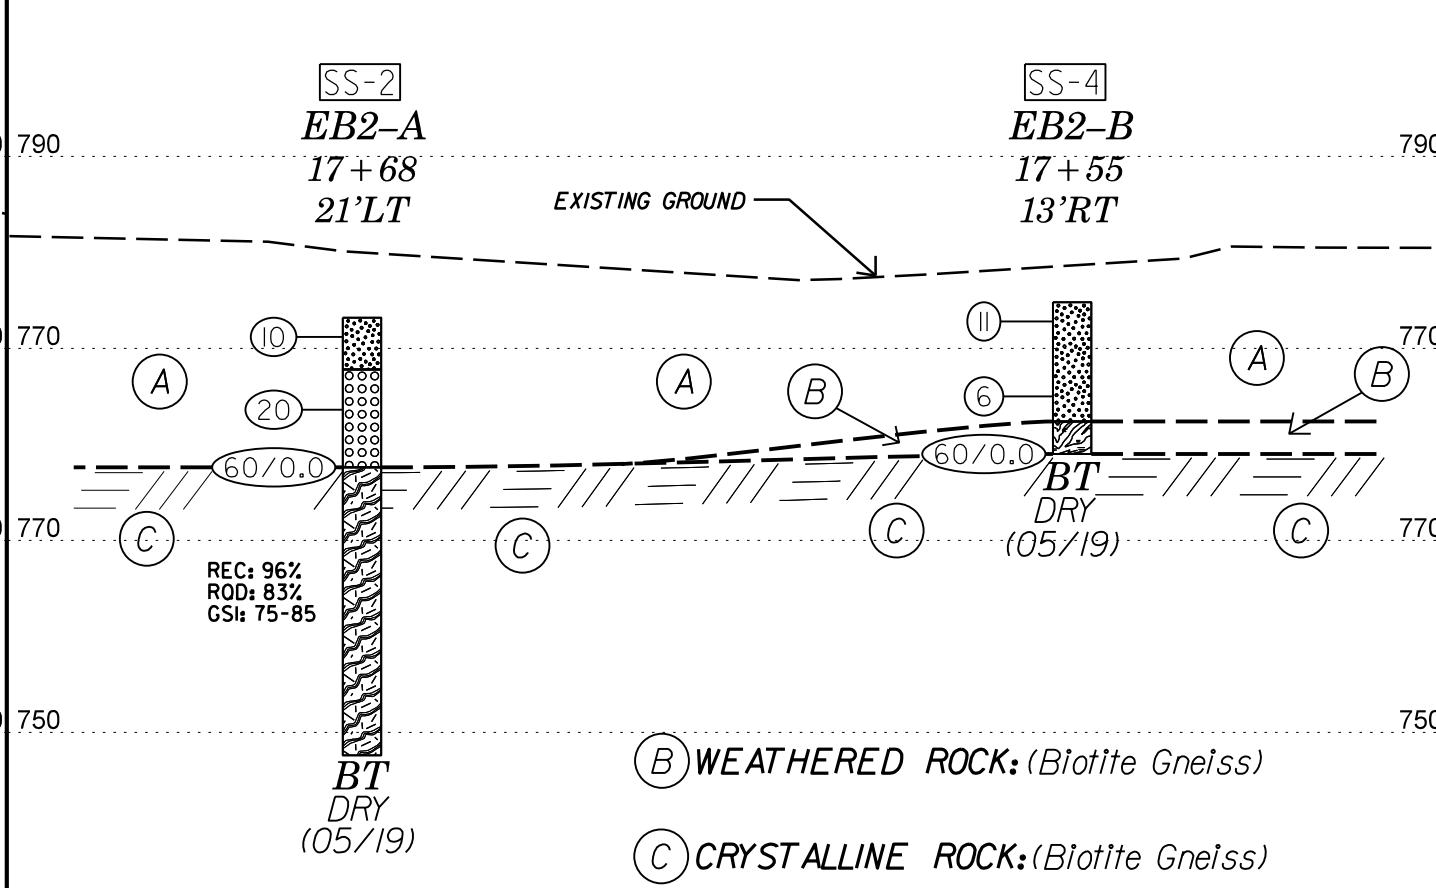 SS-2
EB2-A
17+68
21'LT
SS-4
EB2-B
17+55
13'RT
790
790
EXISTING GROUND
10
11
770
770
A
A
B
A
B
20
6
60/0.0
60/0.0
BT
DRY
(05/19)
C
C
C
C
770
770
REC: 96%
RQD: 83%
GSI: 75-85
750
750
BT
DRY
(05/19)
B WEATHERED ROCK: (Biotite Gneiss)
C CRYSTALLINE ROCK: (Biotite Gneiss)